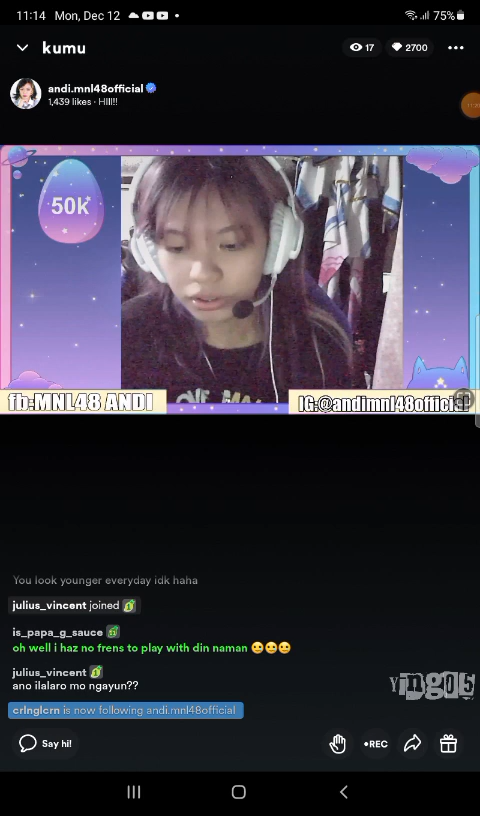 11:14 Mon, Dec 12 75%
kumu 17 2700
andi.mnl48official
1,439 likes · HIII!!
50k
fb:MNL48 ANDI IG:@andimnl48official
You look younger everyday idk haha
julius_vincent joined
is_papa_g_sauce
oh well i haz no frens to play with din naman 😀😀😀
julius_vincent
ano ilalaro mo ngayun??
Yingo5
crlnglcrn is now following andi.mnl48official
Say hi! •REC